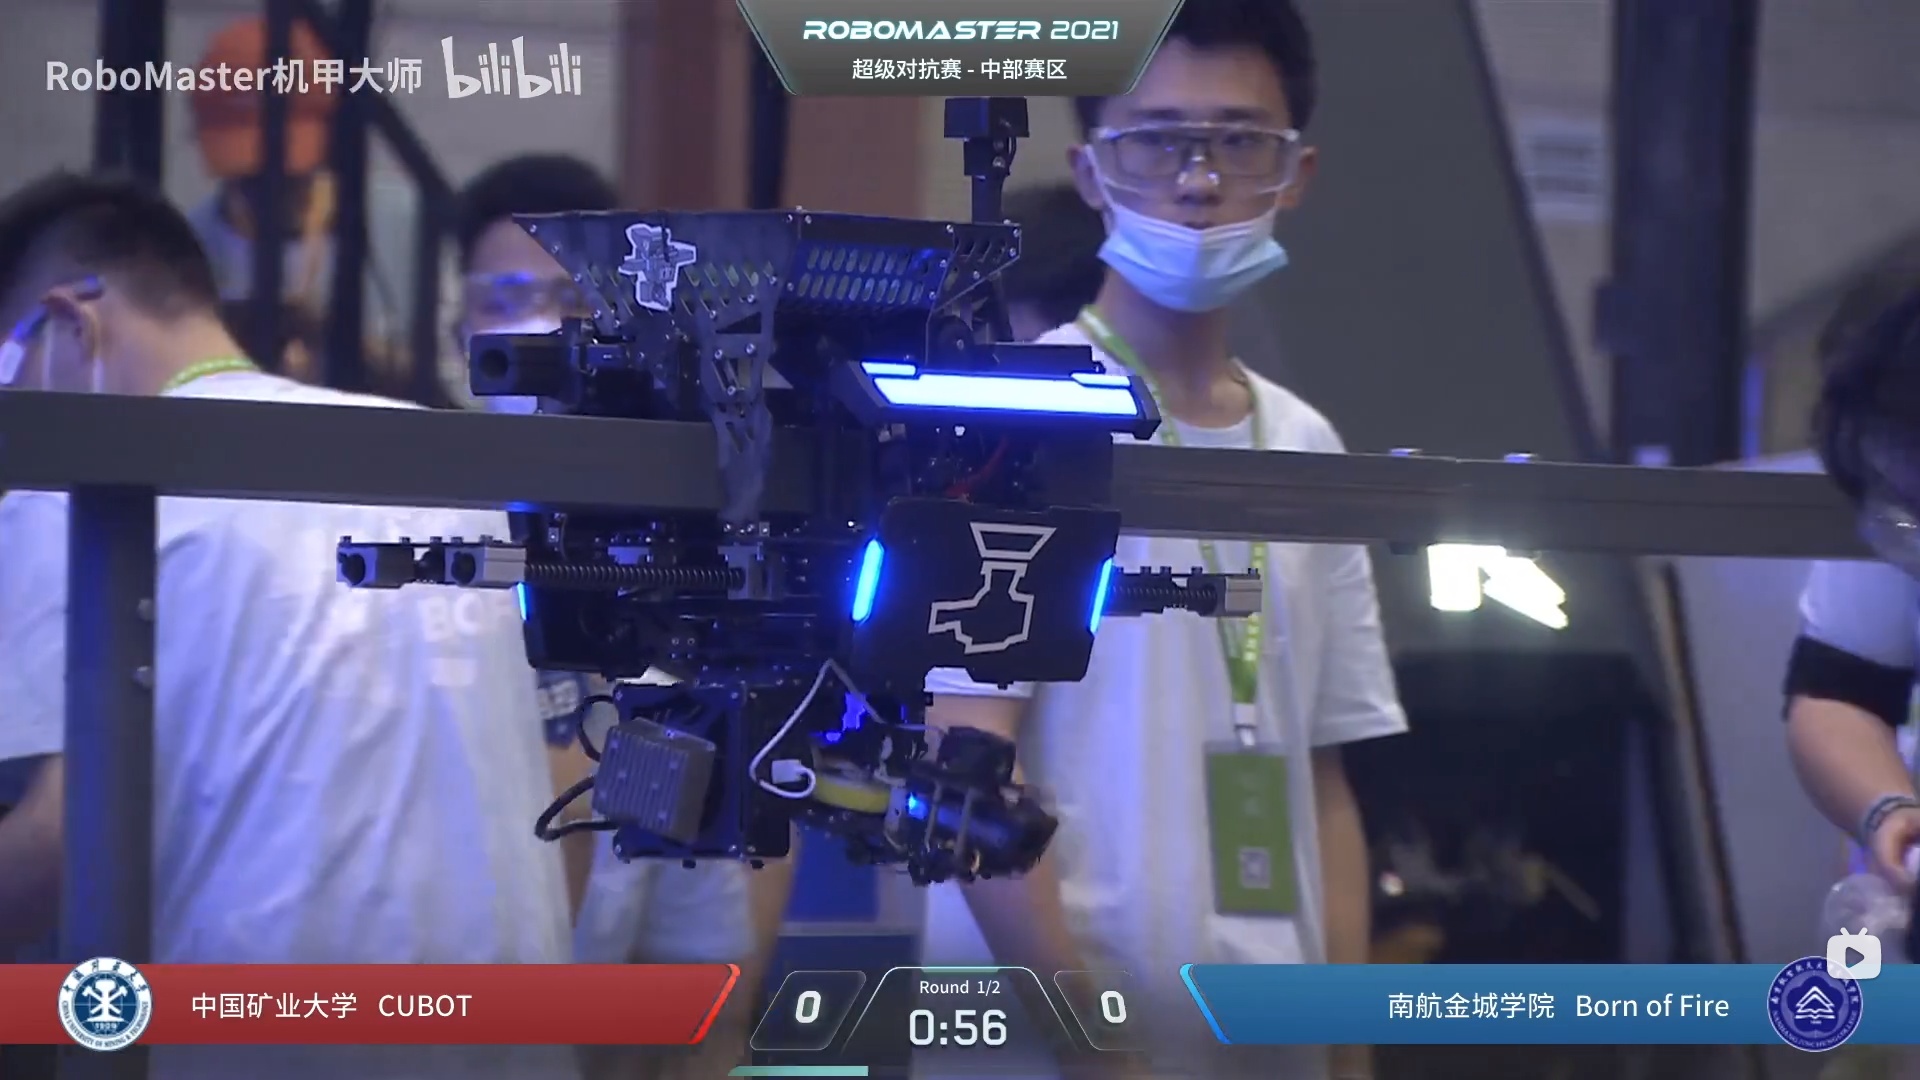 ROBOMASTER 2021
超级对抗赛 - 中部赛区
RoboMaster机甲大师 bilibili
中国矿业大学 CUBOT
0
Round 1/2
0:56
0
南航金城学院 Born of Fire